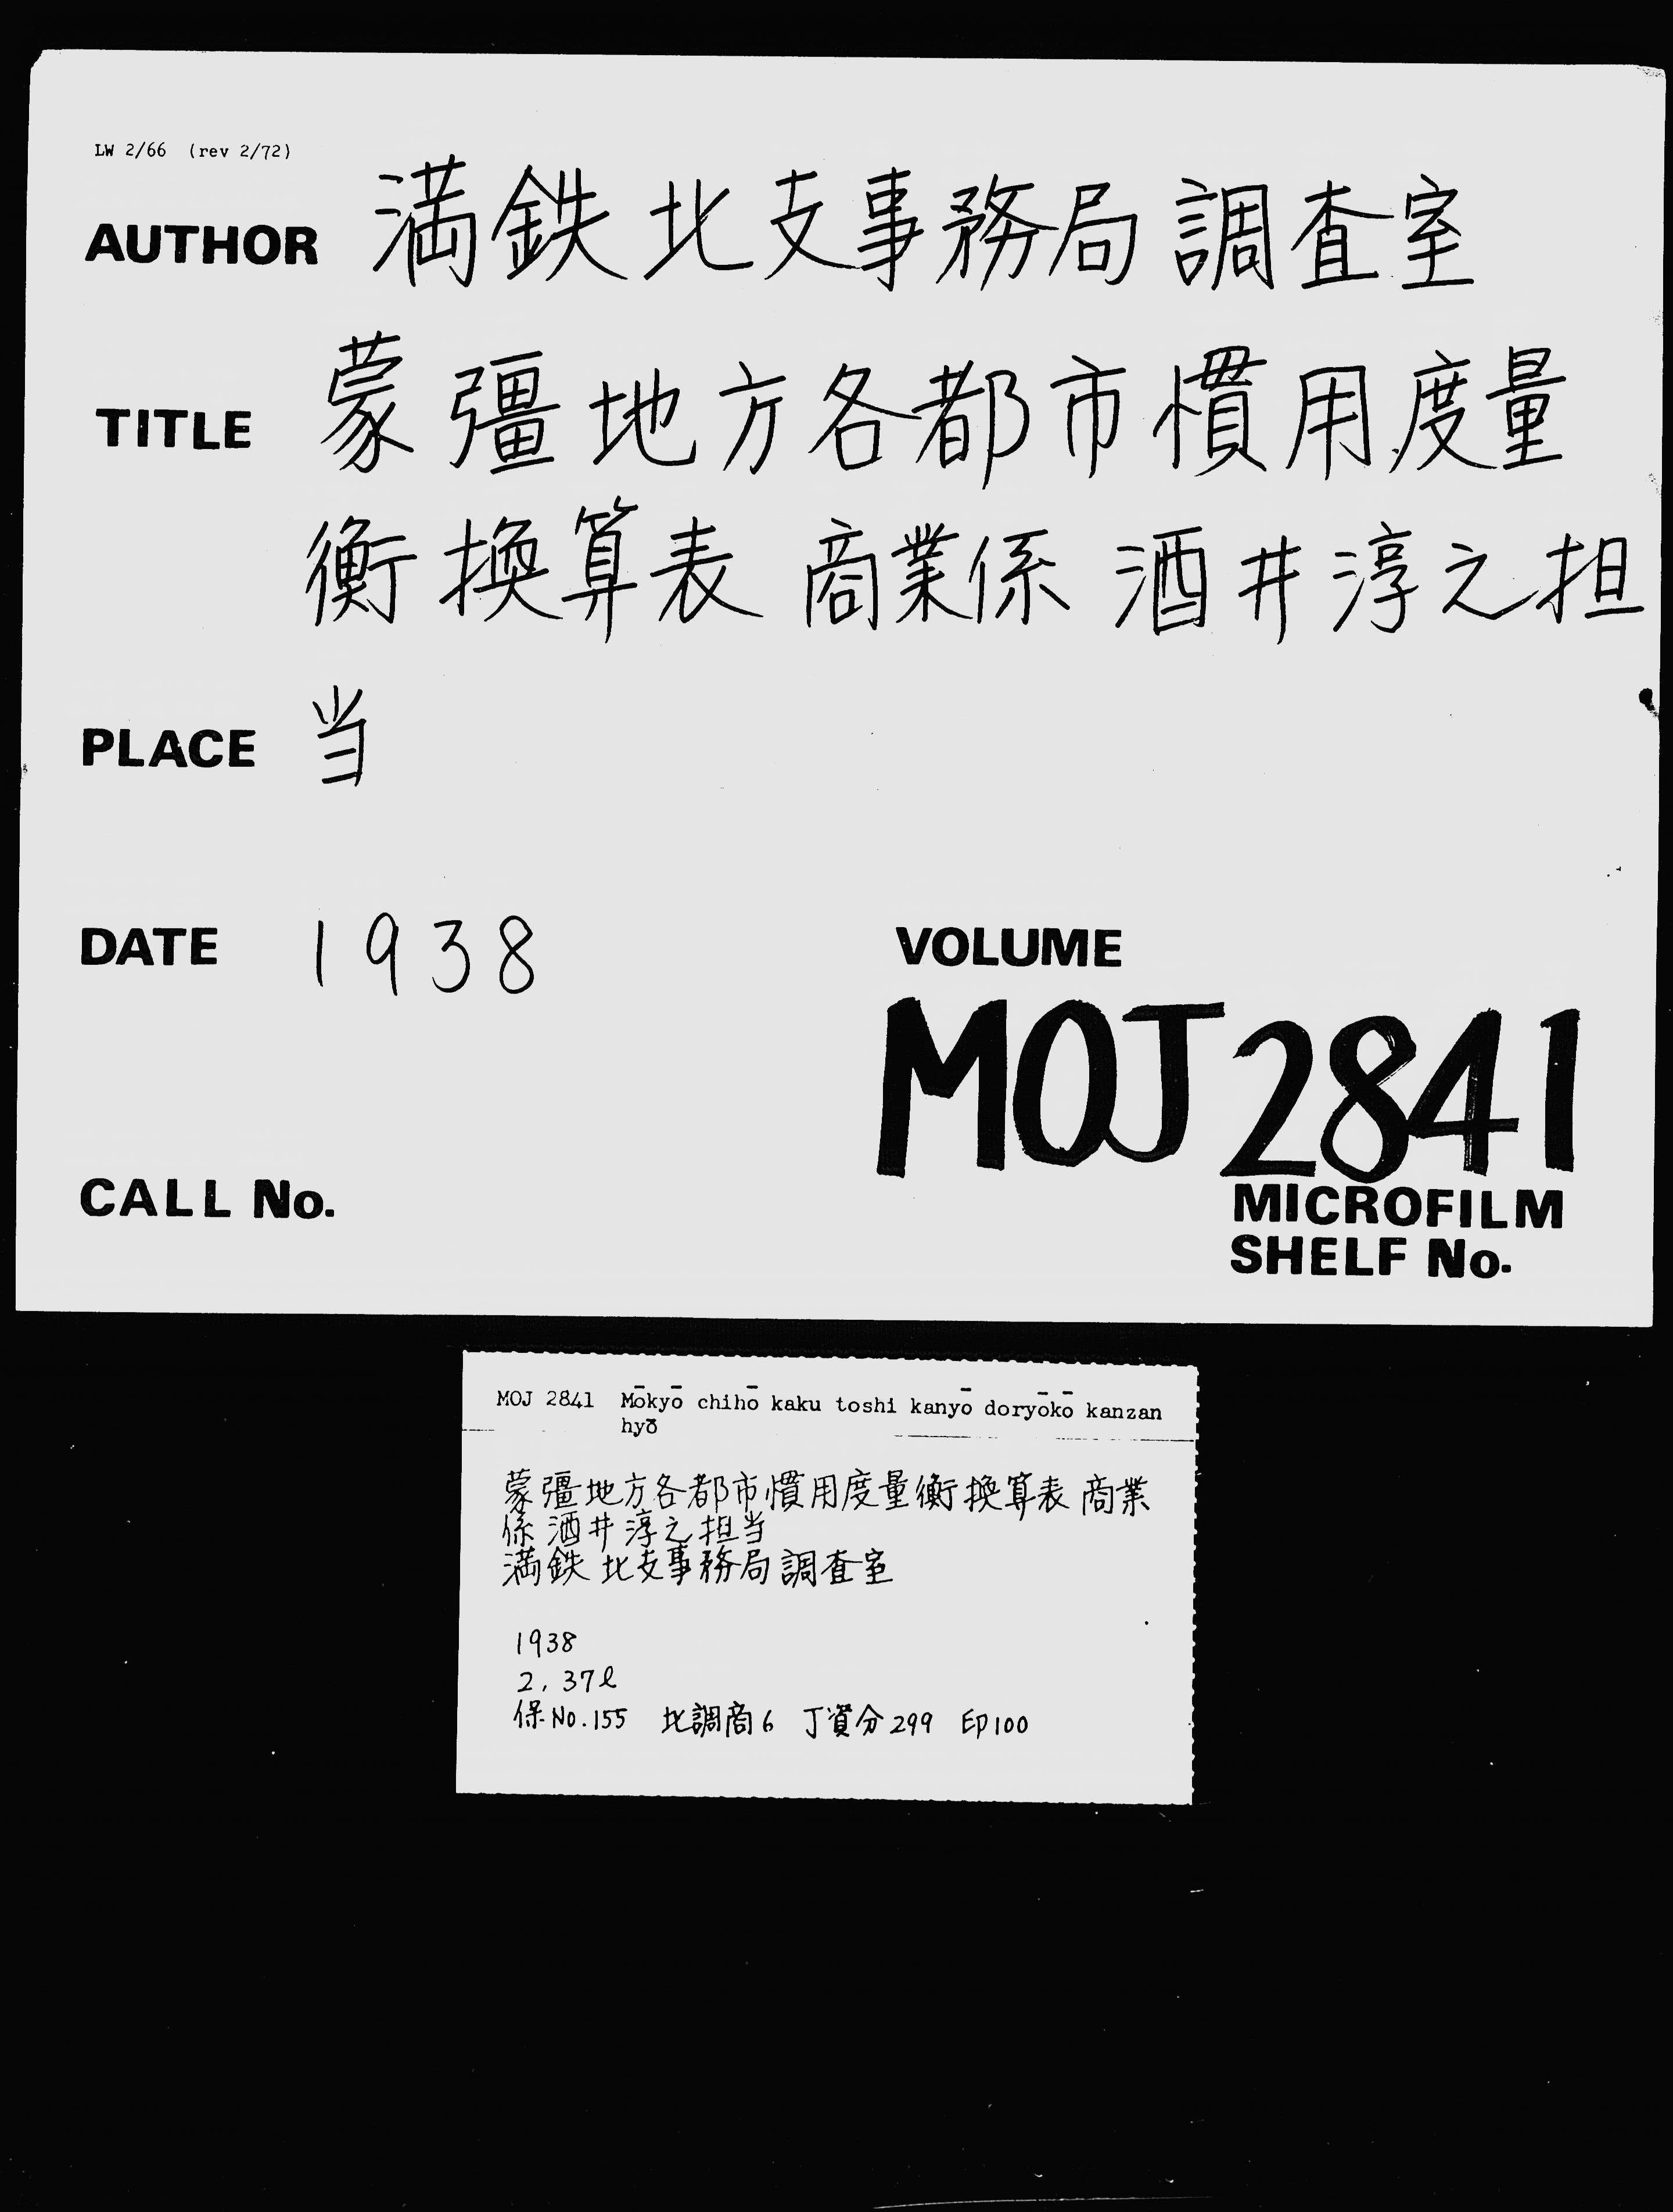 LW 2/66 (rev 2/72)
AUTHOR 満鉄北支事務局調査室
TITLE 蒙疆地方各都市慣用度量
衡換算表 商業係 酒井淳之担
PLACE 当
DATE 1938
VOLUME
MOJ 2841
CALL No.
MICROFILM
SHELF No.
MOJ 2841 Mōkyō chihō kaku toshi kanyō doryōkō kanzan
hyō
蒙疆地方各都市慣用度量衡換算表 商業
係 酒井淳之担当
満鉄北支事務局調査室
1938
2, 37ℓ
保No.155 北調商6 丁資分299 印100